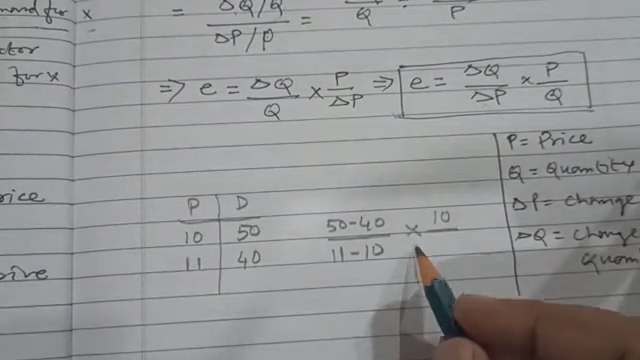 mand for x
= ΔQ/Q / ΔP/P = Q P
ctor
for x
=> e = ΔQ/Q × P/ΔP => e = ΔQ/ΔP × P/Q
P = Price
Q = Quantity
rice
ΔP = change
P | D
10 | 50
50-40 / 11-10 × 10
ΔQ = change
11 | 40
Quan